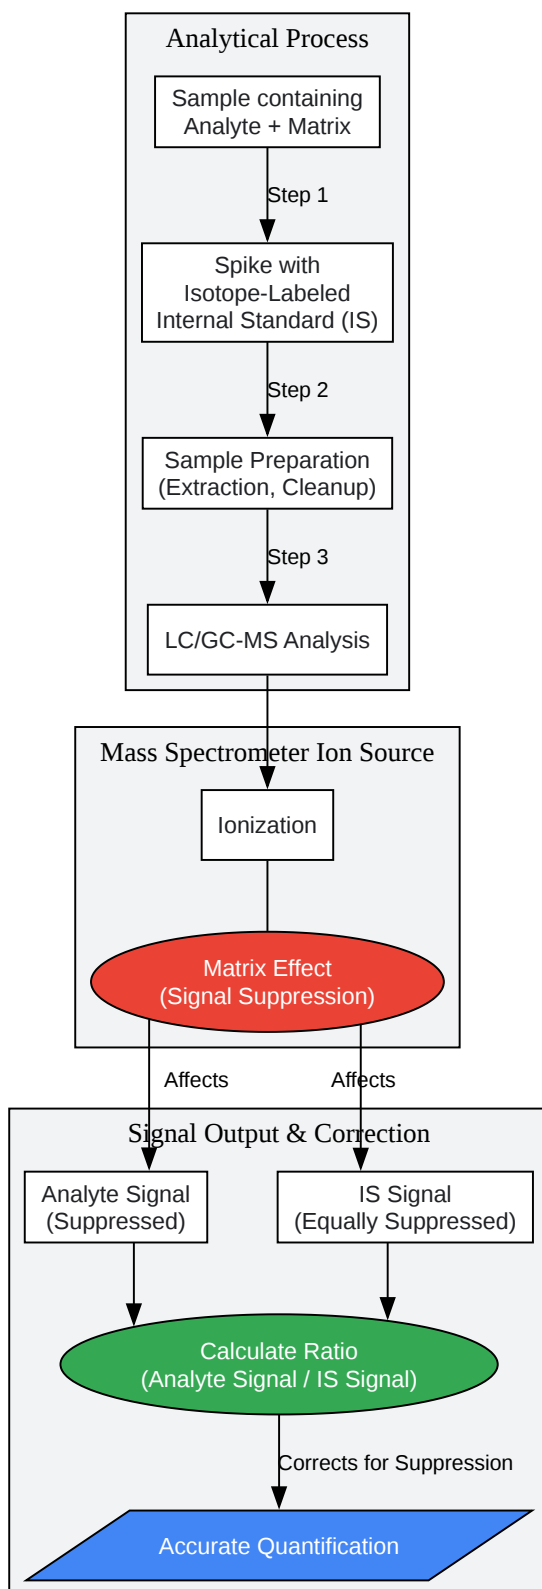 Analytical Process
Sample containing
Analyte + Matrix
Step 1
Spike with
Isotope-Labeled
Internal Standard (IS)
Step 2
Sample Preparation
(Extraction, Cleanup)
Step 3
LC/GC-MS Analysis
Mass Spectrometer Ion Source
Ionization
Matrix Effect
(Signal Suppression)
Affects
Affects
Signal Output & Correction
Analyte Signal
(Suppressed)
IS Signal
(Equally Suppressed)
Calculate Ratio
(Analyte Signal / IS Signal)
Corrects for Suppression
Accurate Quantification